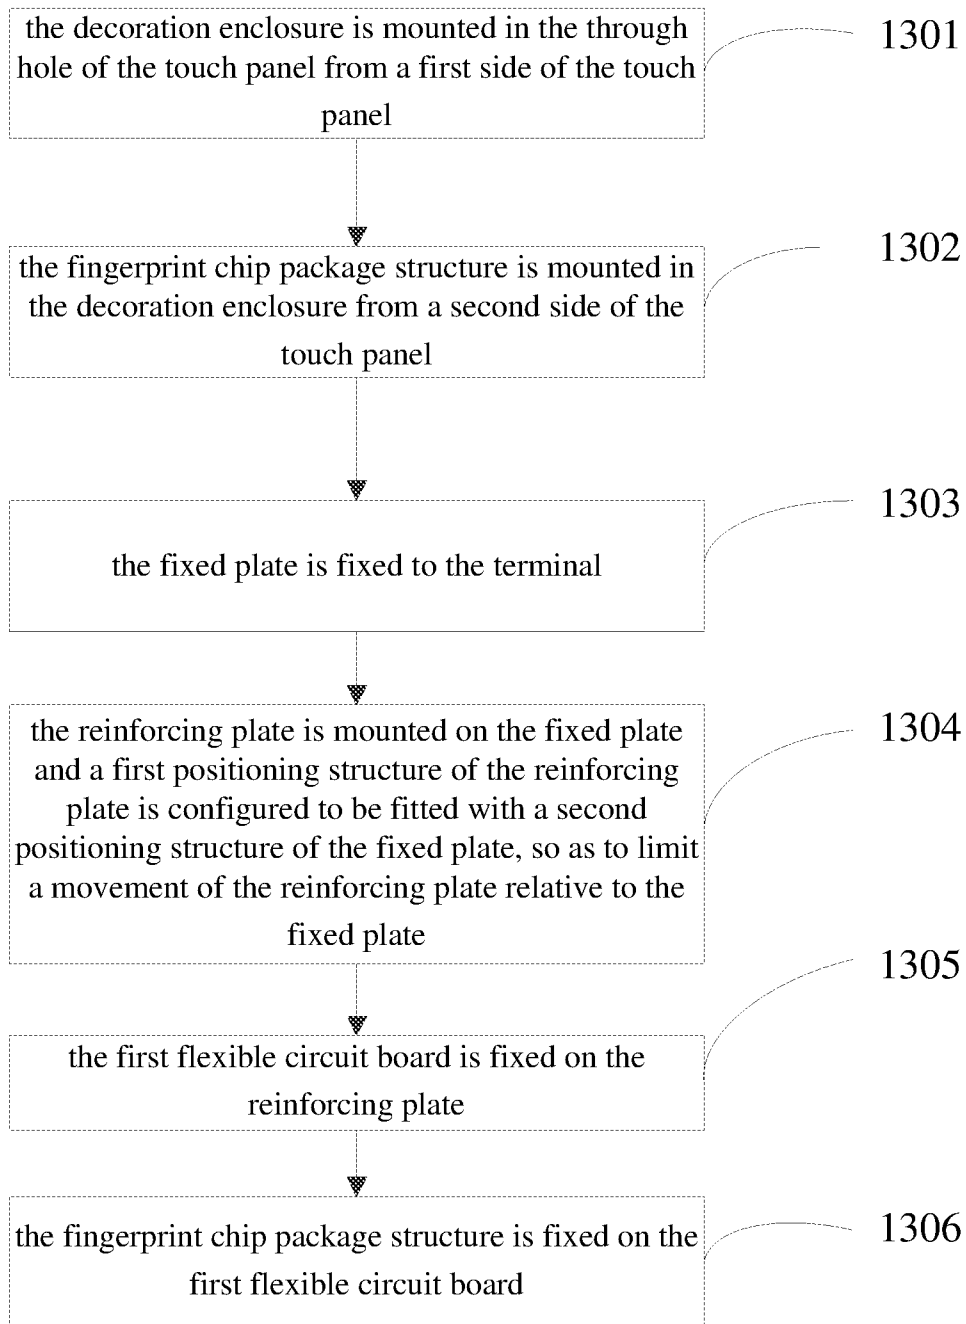 the decoration enclosure is mounted in the through
hole of the touch panel from a first side of the touch
panel
1301
the fingerprint chip package structure is mounted in
the decoration enclosure from a second side of the
touch panel
1302
the fixed plate is fixed to the terminal
1303
the reinforcing plate is mounted on the fixed plate
and a first positioning structure of the reinforcing
plate is configured to be fitted with a second
positioning structure of the fixed plate, so as to limit
a movement of the reinforcing plate relative to the
fixed plate
1304
the first flexible circuit board is fixed on the
reinforcing plate
1305
the fingerprint chip package structure is fixed on the
first flexible circuit board
1306